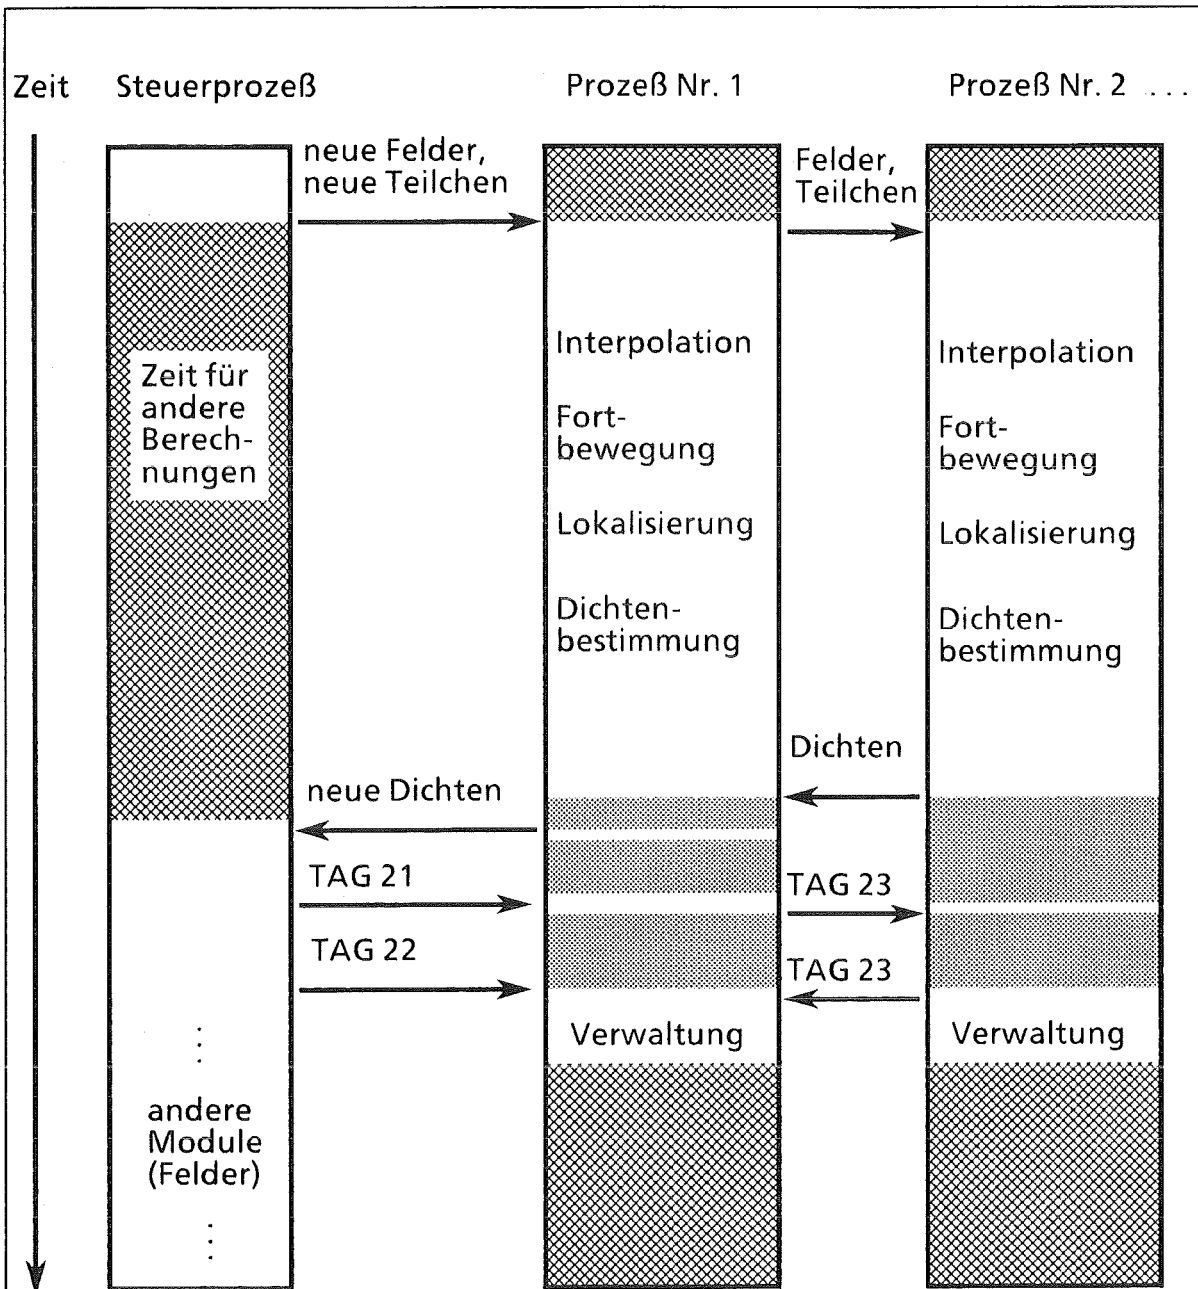 Zeit
Steuerprozeß
Prozeß Nr. 1
Prozeß Nr. 2 ...
neue Felder,
neue Teilchen
Felder,
Teilchen
Zeit für
andere
Berech-
nungen
Interpolation
Fort-
bewegung
Lokalisierung
Dichten-
bestimmung
Interpolation
Fort-
bewegung
Lokalisierung
Dichten-
bestimmung
Dichten
neue Dichten
TAG 21
TAG 23
TAG 22
TAG 23
Verwaltung
Verwaltung
andere
Module
(Felder)